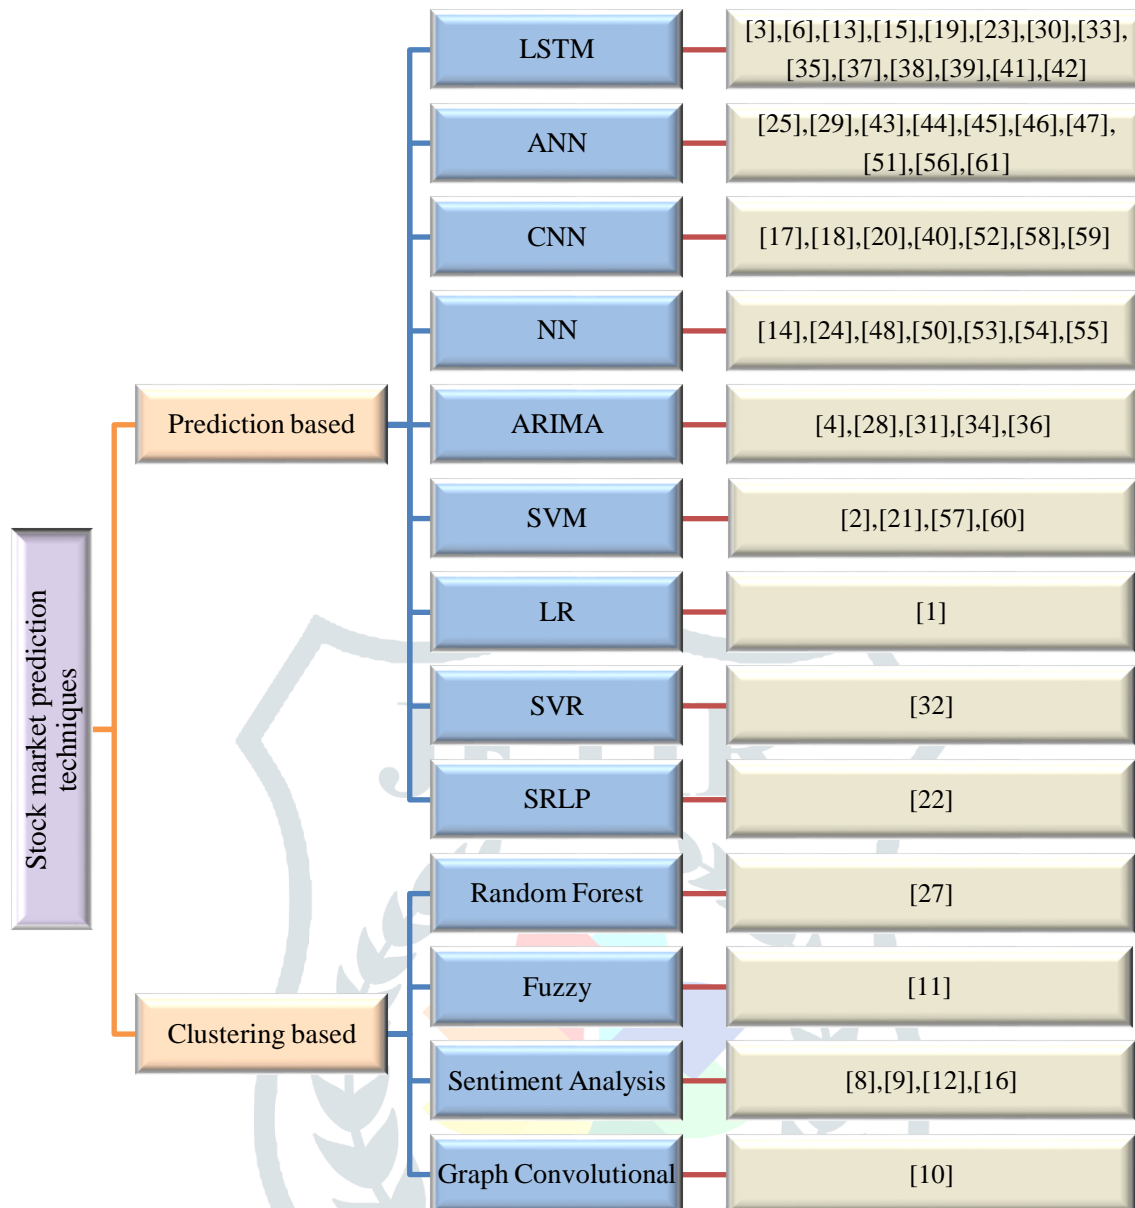 Stock market prediction
techniques
Prediction based
LSTM
[3],[6],[13],[15],[19],[23],[30],[33],
[35],[37],[38],[39],[41],[42]
ANN
[25],[29],[43],[44],[45],[46],[47],
[51],[56],[61]
CNN
[17],[18],[20],[40],[52],[58],[59]
NN
[14],[24],[48],[50],[53],[54],[55]
ARIMA
[4],[28],[31],[34],[36]
SVM
[2],[21],[57],[60]
LR
[1]
SVR
[32]
SRLP
[22]
Clustering based
Random Forest
[27]
Fuzzy
[11]
Sentiment Analysis
[8],[9],[12],[16]
Graph Convolutional
[10]